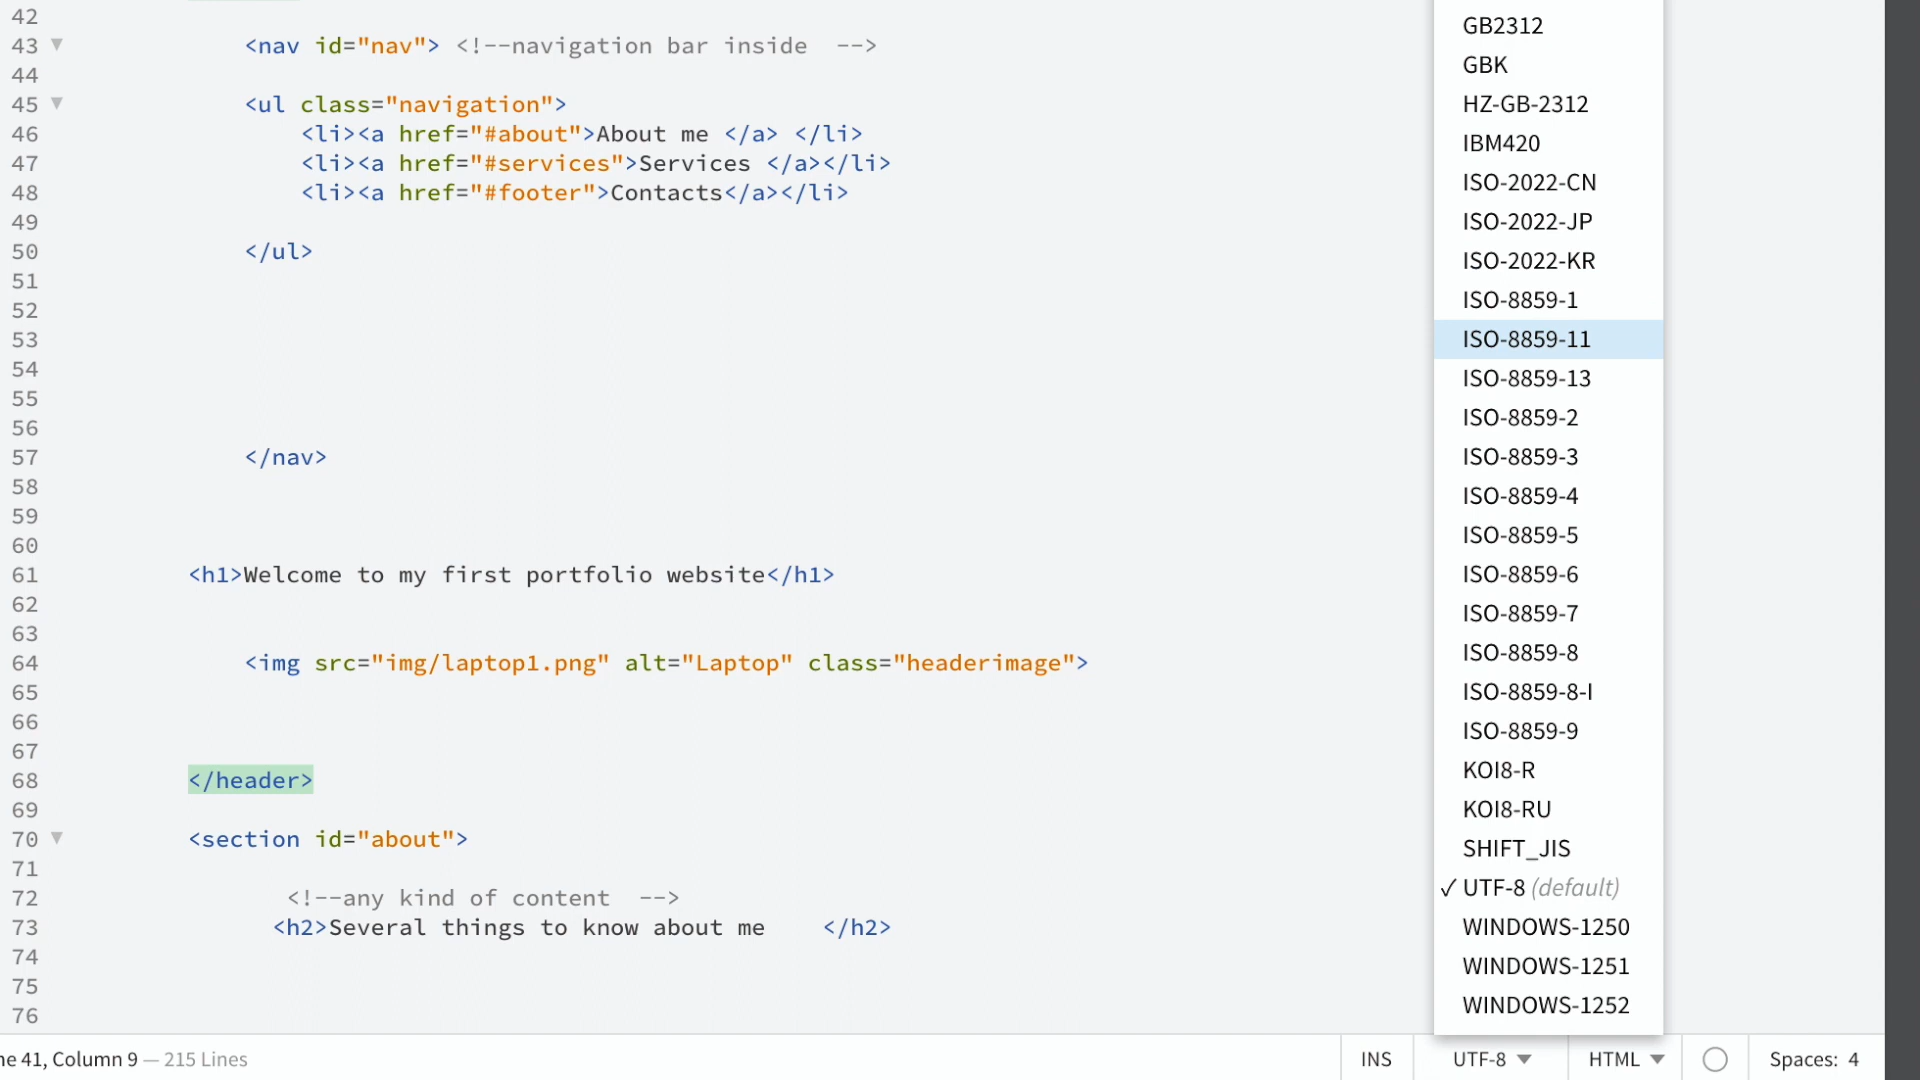 42
43 ▼ <nav id="nav"> <!--navigation bar inside  -->
44
45 ▼ <ul class="navigation">
46 <li><a href="#about">About me </a> </li>
47 <li><a href="#services">Services </a></li>
48 <li><a href="#footer">Contacts</a></li>
49
50 </ul>
51
52
53
54
55
56
57 </nav>
58
59
60
61 <h1>Welcome to my first portfolio website</h1>
62
63
64 <img src="img/laptop1.png" alt="Laptop" class="headerimage">
65
66
67
68 </header>
69
70 ▼ <section id="about">
71
72 <!--any kind of content  -->
73 <h2>Several things to know about me    </h2>
74
75
76
GB2312
GBK
HZ-GB-2312
IBM420
ISO-2022-CN
ISO-2022-JP
ISO-2022-KR
ISO-8859-1
ISO-8859-11
ISO-8859-13
ISO-8859-2
ISO-8859-3
ISO-8859-4
ISO-8859-5
ISO-8859-6
ISO-8859-7
ISO-8859-8
ISO-8859-8-I
ISO-8859-9
KOI8-R
KOI8-RU
SHIFT_JIS
✓ UTF-8 (default)
WINDOWS-1250
WINDOWS-1251
WINDOWS-1252
ne 41, Column 9 — 215 Lines
INS
UTF-8 ▼
HTML ▼
Spaces: 4